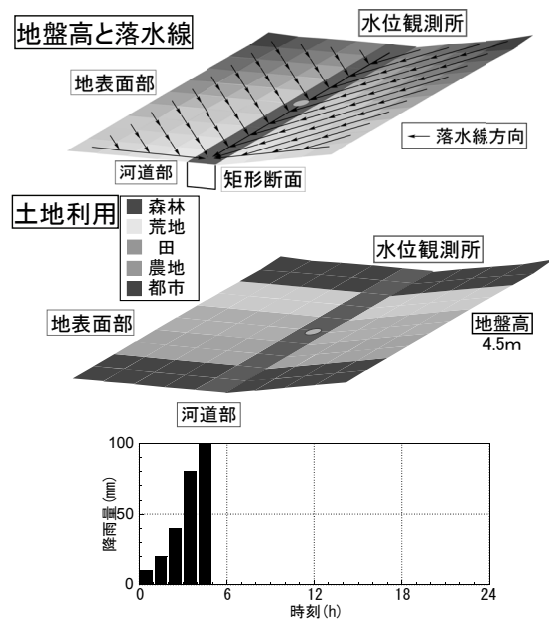 地盤高と落水線
水位観測所
地表面部
落水線方向
河道部
矩形断面
土地利用
森林
荒地
田
農地
都市
水位観測所
地表面部
地盤高
4.5m
河道部
降雨量(mm)
100
50
0
0 6 12 18 24
時刻(h)